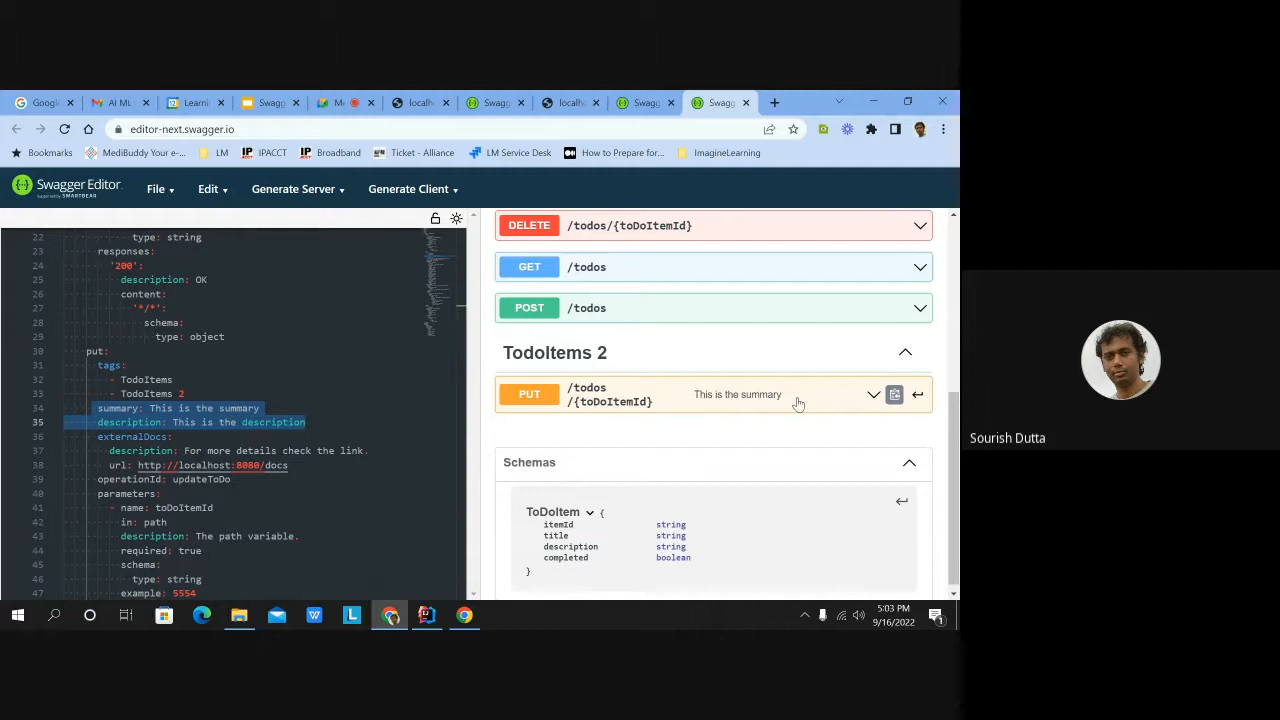 Googl
AI ML
Learni
Swagg
Me
localh
Swagg
localh
Swagg
Swagg
editor-next.swagger.io
Bookmarks
MediBuddy Your e-...
LM
IPACCT
Broadband
Ticket - Alliance
LM Service Desk
How to Prepare for...
ImagineLearning
Swagger Editor.
Supported by SMARTBEAR
File
Edit
Generate Server
Generate Client
22 type: string
23 responses:
24 '200':
25 description: OK
26 content:
27 '*/*':
28 schema:
29 type: object
30 put:
31 tags:
32 - TodoItems
33 - TodoItems 2
34 summary: This is the summary
35 description: This is the description
36 externalDocs:
37 description: For more details check the link.
38 url: http://localhost:8080/docs
39 operationId: updateToDo
40 parameters:
41 - name: toDoItemId
42 in: path
43 description: The path variable.
44 required: true
45 schema:
46 type: string
47 example: 5554
DELETE /todos/{toDoItemId}
GET /todos
POST /todos
TodoItems 2
PUT /todos
/{toDoItemId}
This is the summary
Schemas
ToDoItem {
itemId string
title string
description string
completed boolean
}
Sourish Dutta
5:03 PM
9/16/2022
1